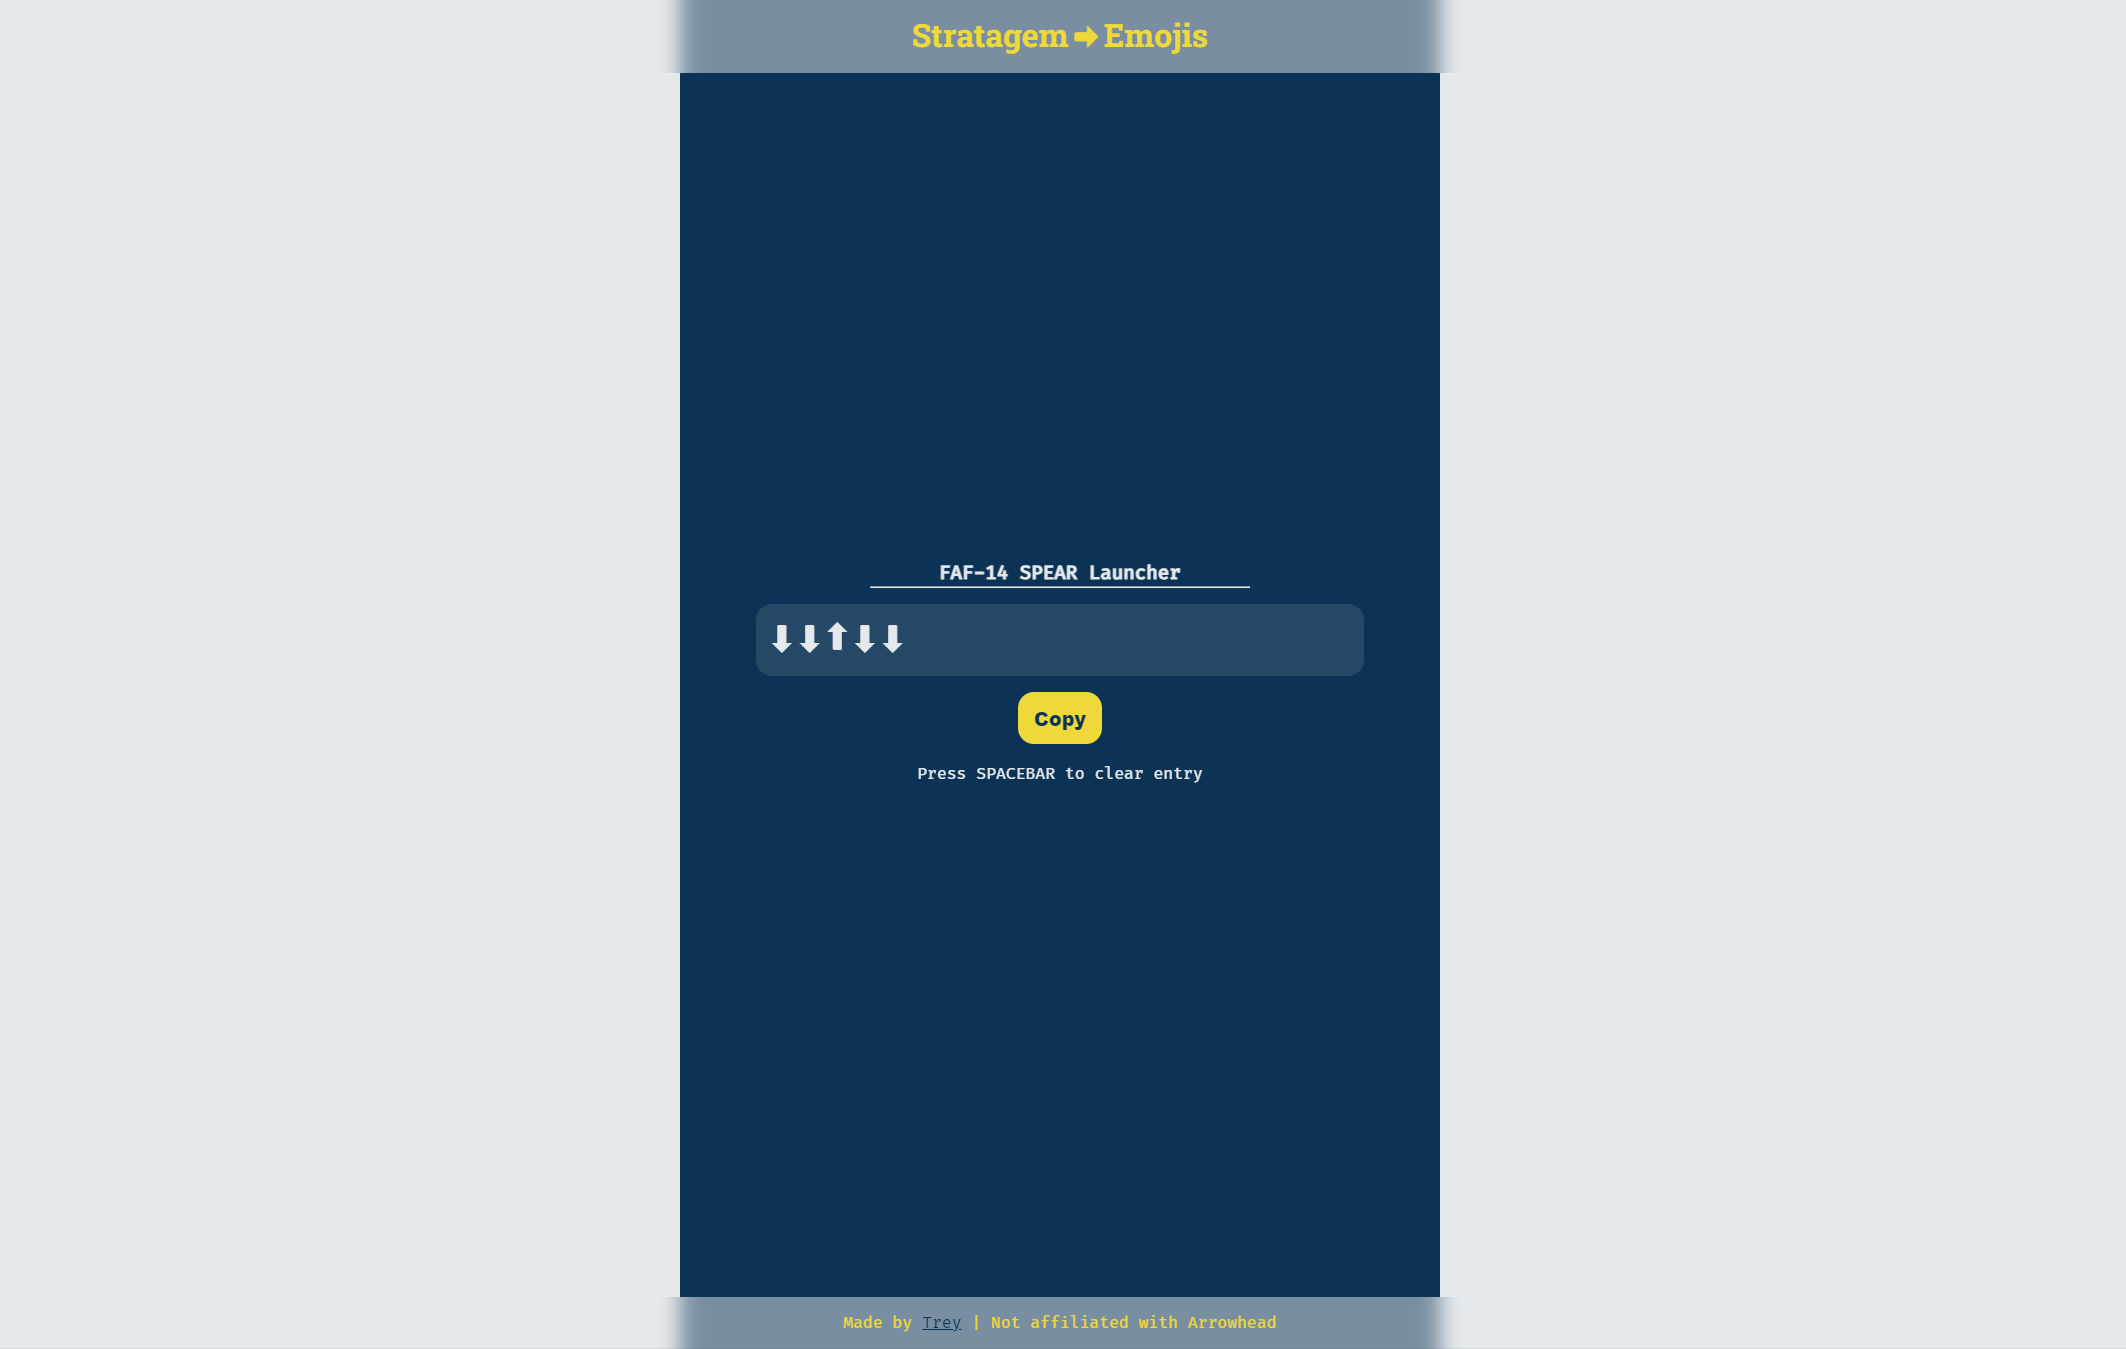 Stratagem ➡ Emojis
FAF-14 SPEAR Launcher
⬇⬇⬆⬇⬇
Copy
Press SPACEBAR to clear entry
Made by Trey | Not affiliated with Arrowhead